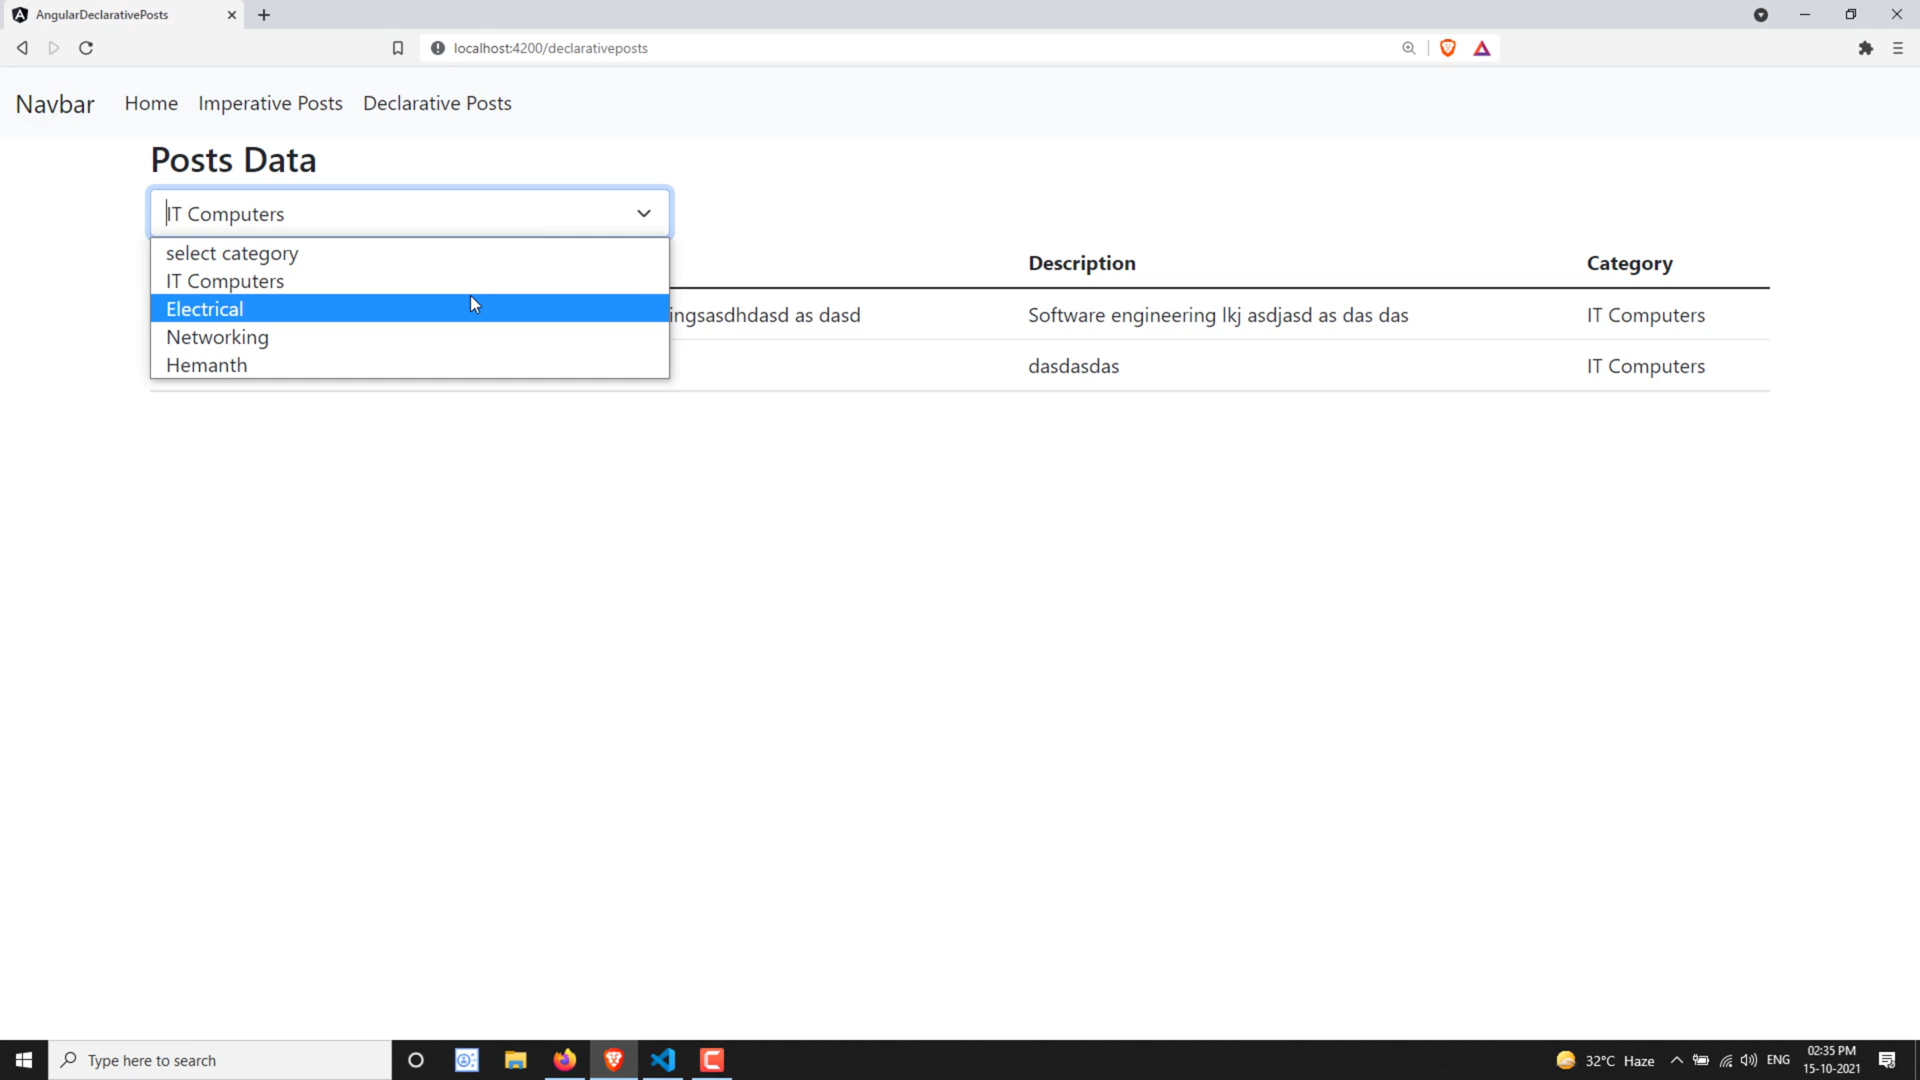 AngularDeclarativePosts
localhost:4200/declarativeposts
Navbar Home Imperative Posts Declarative Posts
Posts Data
IT Computers
select category
IT Computers
Electrical
Networking
Hemanth
Description Category
ingsasdhdasd as dasd Software engineering lkj asdjasd as das das IT Computers
dasdasdas IT Computers
Type here to search
32°C Haze
ENG
02:35 PM
15-10-2021